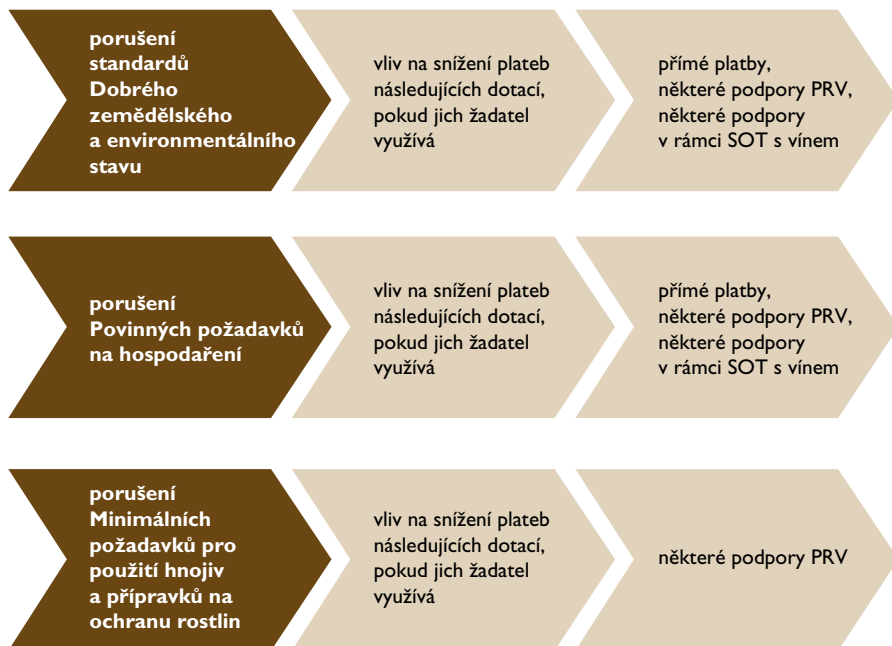 porušení
standardů
Dobrého
zemědělského
a environmentálního
stavu
vliv na snížení plateb
následujících dotací,
pokud jich žadatel
využívá
přímé platby,
některé podpory PRV,
některé podpory
v rámci SOT s vínem
porušení
Povinných požadavků
na hospodaření
vliv na snížení plateb
následujících dotací,
pokud jich žadatel
využívá
přímé platby,
některé podpory PRV,
některé podpory
v rámci SOT s vínem
porušení
Minimálních
požadavků pro
použití hnojiv
a přípravků na
ochranu rostlin
vliv na snížení plateb
následujících dotací,
pokud jich žadatel
využívá
některé podpory PRV